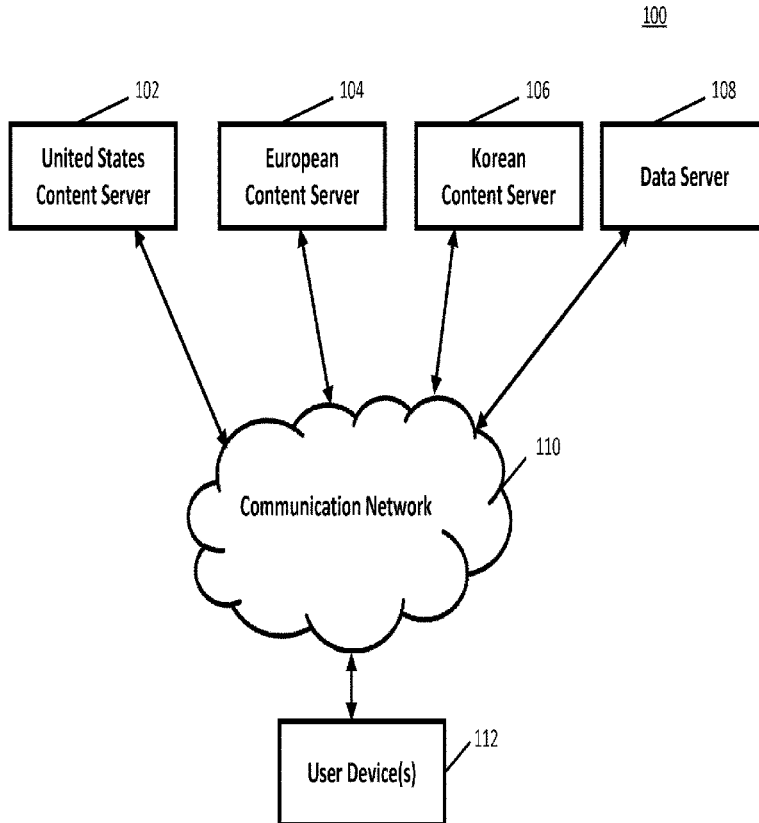 100
102
104
106
108
United States
Content Server
European
Content Server
Korean
Content Server
Data Server
110
Communication Network
112
User Device(s)